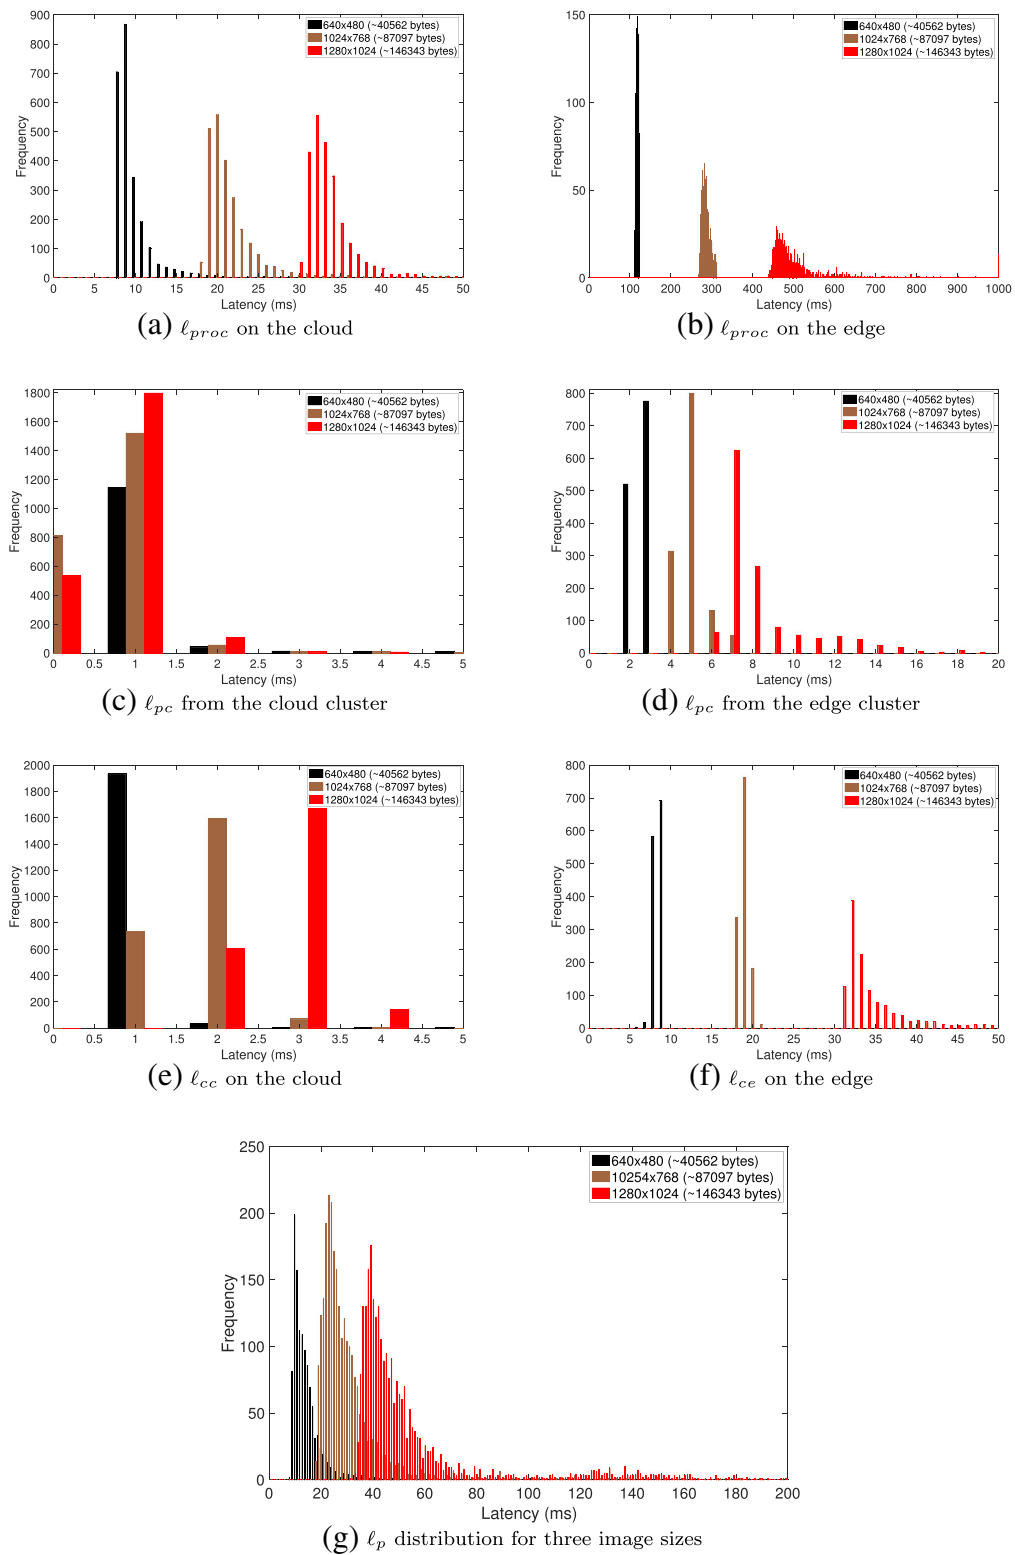 900
800
700
600
500
400
300
200
100
0
Frequency
640x480 (~40562 bytes)
1024x768 (~87097 bytes)
1280x1024 (~146343 bytes)
0 5 10 15 20 25 30 35 40 45 50
Latency (ms)
(a) ℓproc on the cloud
150
100
50
0
Frequency
640x480 (~40562 bytes)
1024x768 (~87097 bytes)
1280x1024 (~146343 bytes)
0 100 200 300 400 500 600 700 800 900 1000
Latency (ms)
(b) ℓproc on the edge
1800
1600
1400
1200
1000
800
600
400
200
0
Frequency
640x480 (~40562 bytes)
1024x768 (~87097 bytes)
1280x1024 (~146343 bytes)
0 0.5 1 1.5 2 2.5 3 3.5 4 4.5 5
Latency (ms)
(c) ℓpc from the cloud cluster
800
700
600
500
400
300
200
100
0
Frequency
640x480 (~40562 bytes)
1024x768 (~87097 bytes)
1280x1024 (~146343 bytes)
0 2 4 6 8 10 12 14 16 18 20
Latency (ms)
(d) ℓpc from the edge cluster
2000
1800
1600
1400
1200
1000
800
600
400
200
0
Frequency
640x480 (~40562 bytes)
1024x768 (~87097 bytes)
1280x1024 (~146343 bytes)
0 0.5 1 1.5 2 2.5 3 3.5 4 4.5 5
Latency (ms)
(e) ℓcc on the cloud
800
700
600
500
400
300
200
100
0
Frequency
640x480 (~40562 bytes)
1024x768 (~87097 bytes)
1280x1024 (~146343 bytes)
0 5 10 15 20 25 30 35 40 45 50
Latency (ms)
(f) ℓce on the edge
250
200
150
100
50
0
Frequency
640x480 (~40562 bytes)
10254x768 (~87097 bytes)
1280x1024 (~146343 bytes)
0 20 40 60 80 100 120 140 160 180 200
Latency (ms)
(g) ℓp distribution for three image sizes